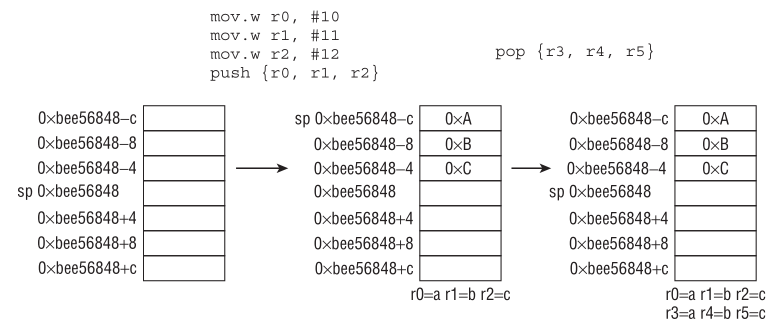 mov.w r0, #10
mov.w r1, #11
mov.w r2, #12
push {r0, r1, r2}
pop {r3, r4, r5}
0×bee56848–c
0×bee56848–8
0×bee56848–4
sp 0×bee56848
0×bee56848+4
0×bee56848+8
0×bee56848+c
sp 0×bee56848–c 0×A
0×bee56848–8 0×B
0×bee56848–4 0×C
0×bee56848
0×bee56848+4
0×bee56848+8
0×bee56848+c
r0=a r1=b r2=c
0×bee56848–c 0×A
0×bee56848–8 0×B
0×bee56848–4 0×C
sp 0×bee56848
0×bee56848+4
0×bee56848+8
0×bee56848+c
r0=a r1=b r2=c
r3=a r4=b r5=c